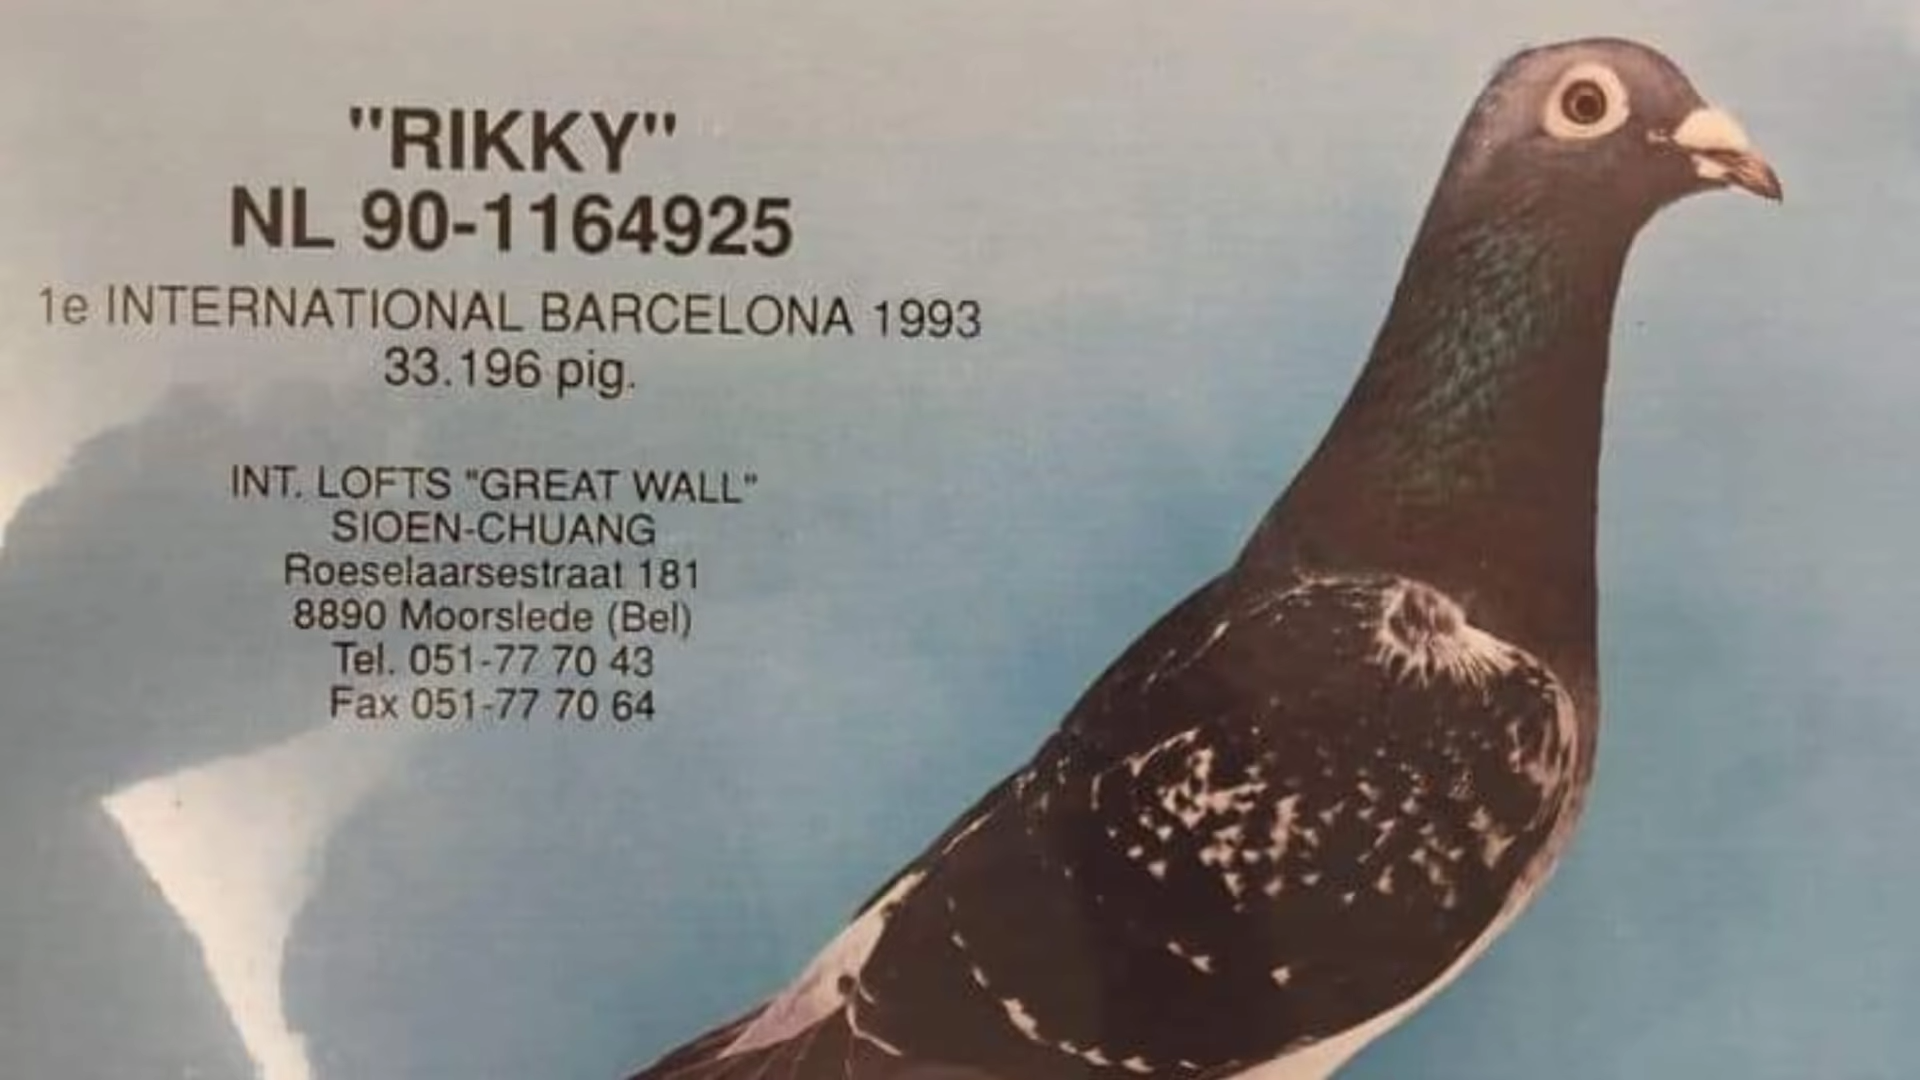 "RIKKY"
NL 90-1164925
1e INTERNATIONAL BARCELONA 1993
33.196 pig.
INT. LOFTS "GREAT WALL"
SIOEN-CHUANG
Roeselaarsestraat 181
8890 Moorslede (Bel)
Tel. 051-77 70 43
Fax 051-77 70 64